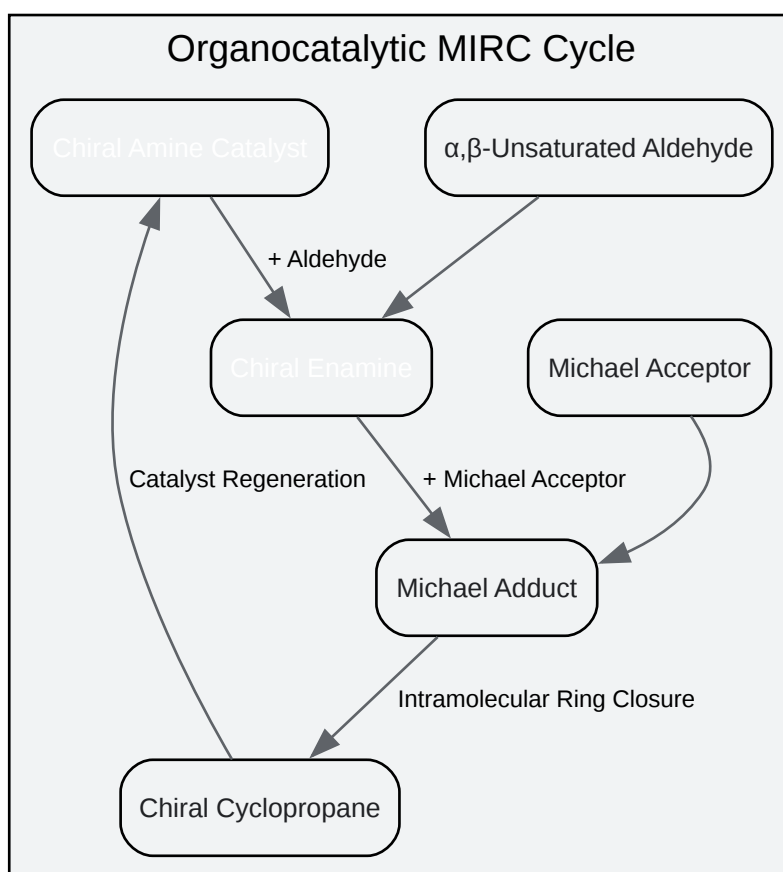 Organocatalytic MIRC Cycle
Chiral Amine Catalyst
α,β-Unsaturated Aldehyde
+ Aldehyde
Chiral Enamine
Michael Acceptor
Catalyst Regeneration
+ Michael Acceptor
Michael Adduct
Intramolecular Ring Closure
Chiral Cyclopropane